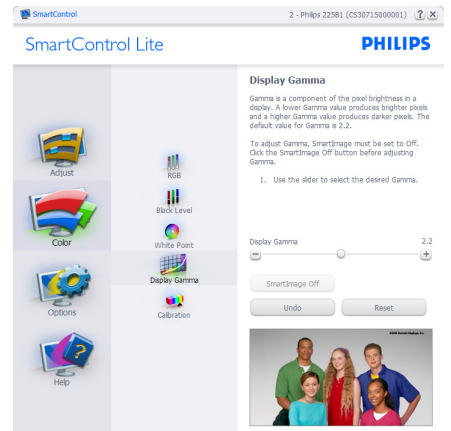 SmartControl
2 - Philips 225B1 (CS30715000001)
? X
SmartControl Lite
PHILIPS
Adjust
Color
Options
Help
RGB
Black Level
White Point
Display Gamma
Calibration
Display Gamma
Gamma is a component of the pixel brightness in a
display. A lower Gamma value produces brighter pixels
and a higher Gamma value produces darker pixels. The
default value for Gamma is 2.2.
To adjust Gamma, SmartImage must be set to Off.
Click the SmartImage Off button before adjusting
Gamma.
1. Use the slider to select the desired Gamma.
Display Gamma 2.2
SmartImage Off
Undo Reset